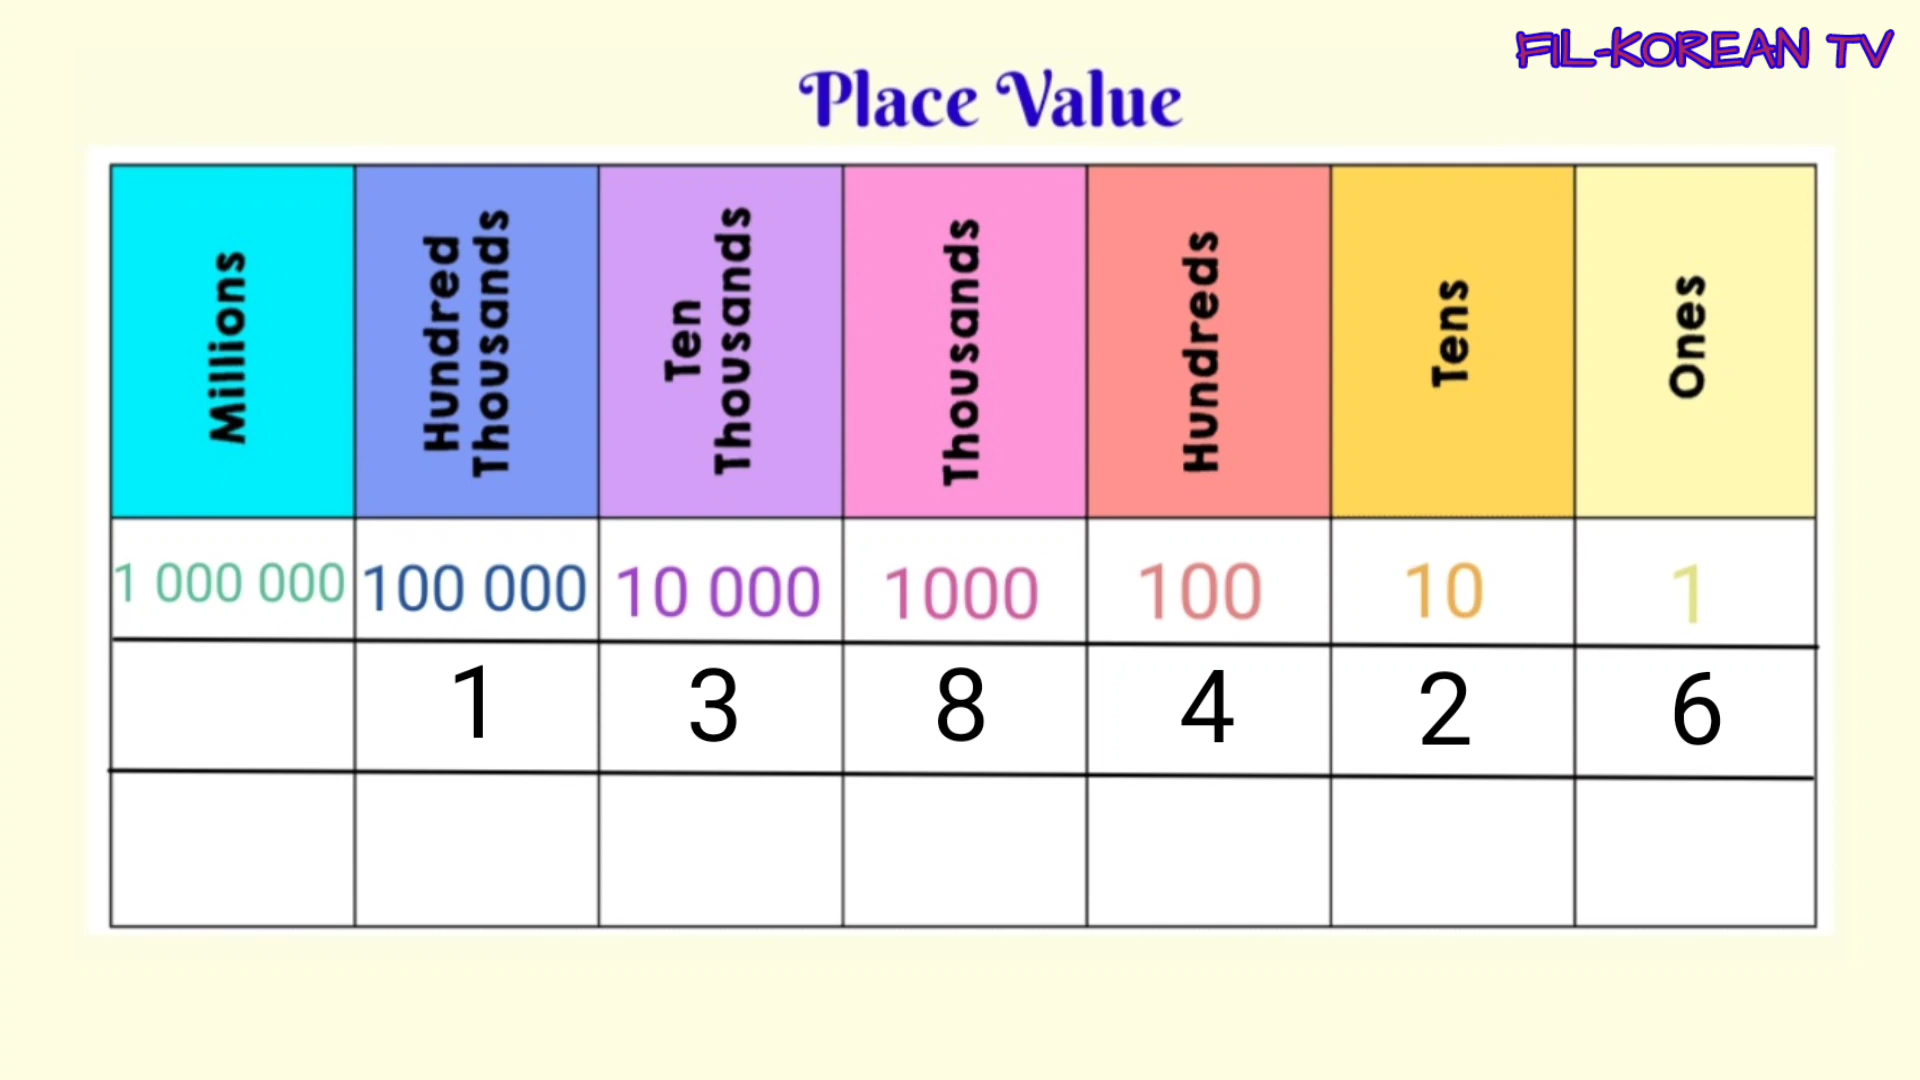 FIL-KOREAN TV
Place Value
Millions
Hundred
Thousands
Ten
Thousands
Thousands
Hundreds
Tens
Ones
1 000 000 100 000 10 000 1000 100 10 1
1 3 8 4 2 6